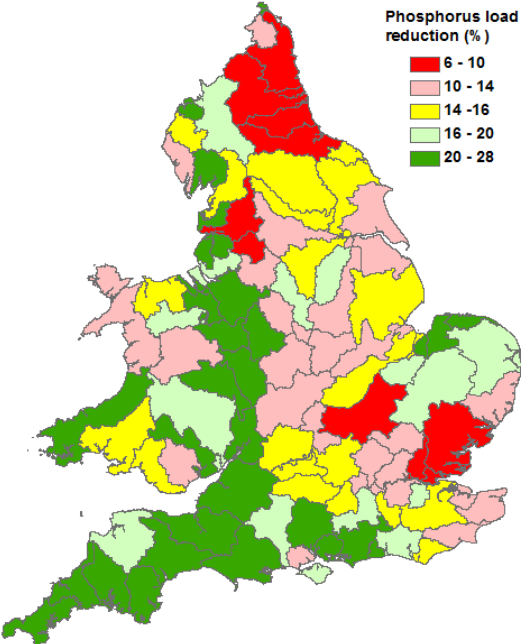 Phosphorus load
reduction (% )
6 - 10
10 - 14
14 -16
16 - 20
20 - 28